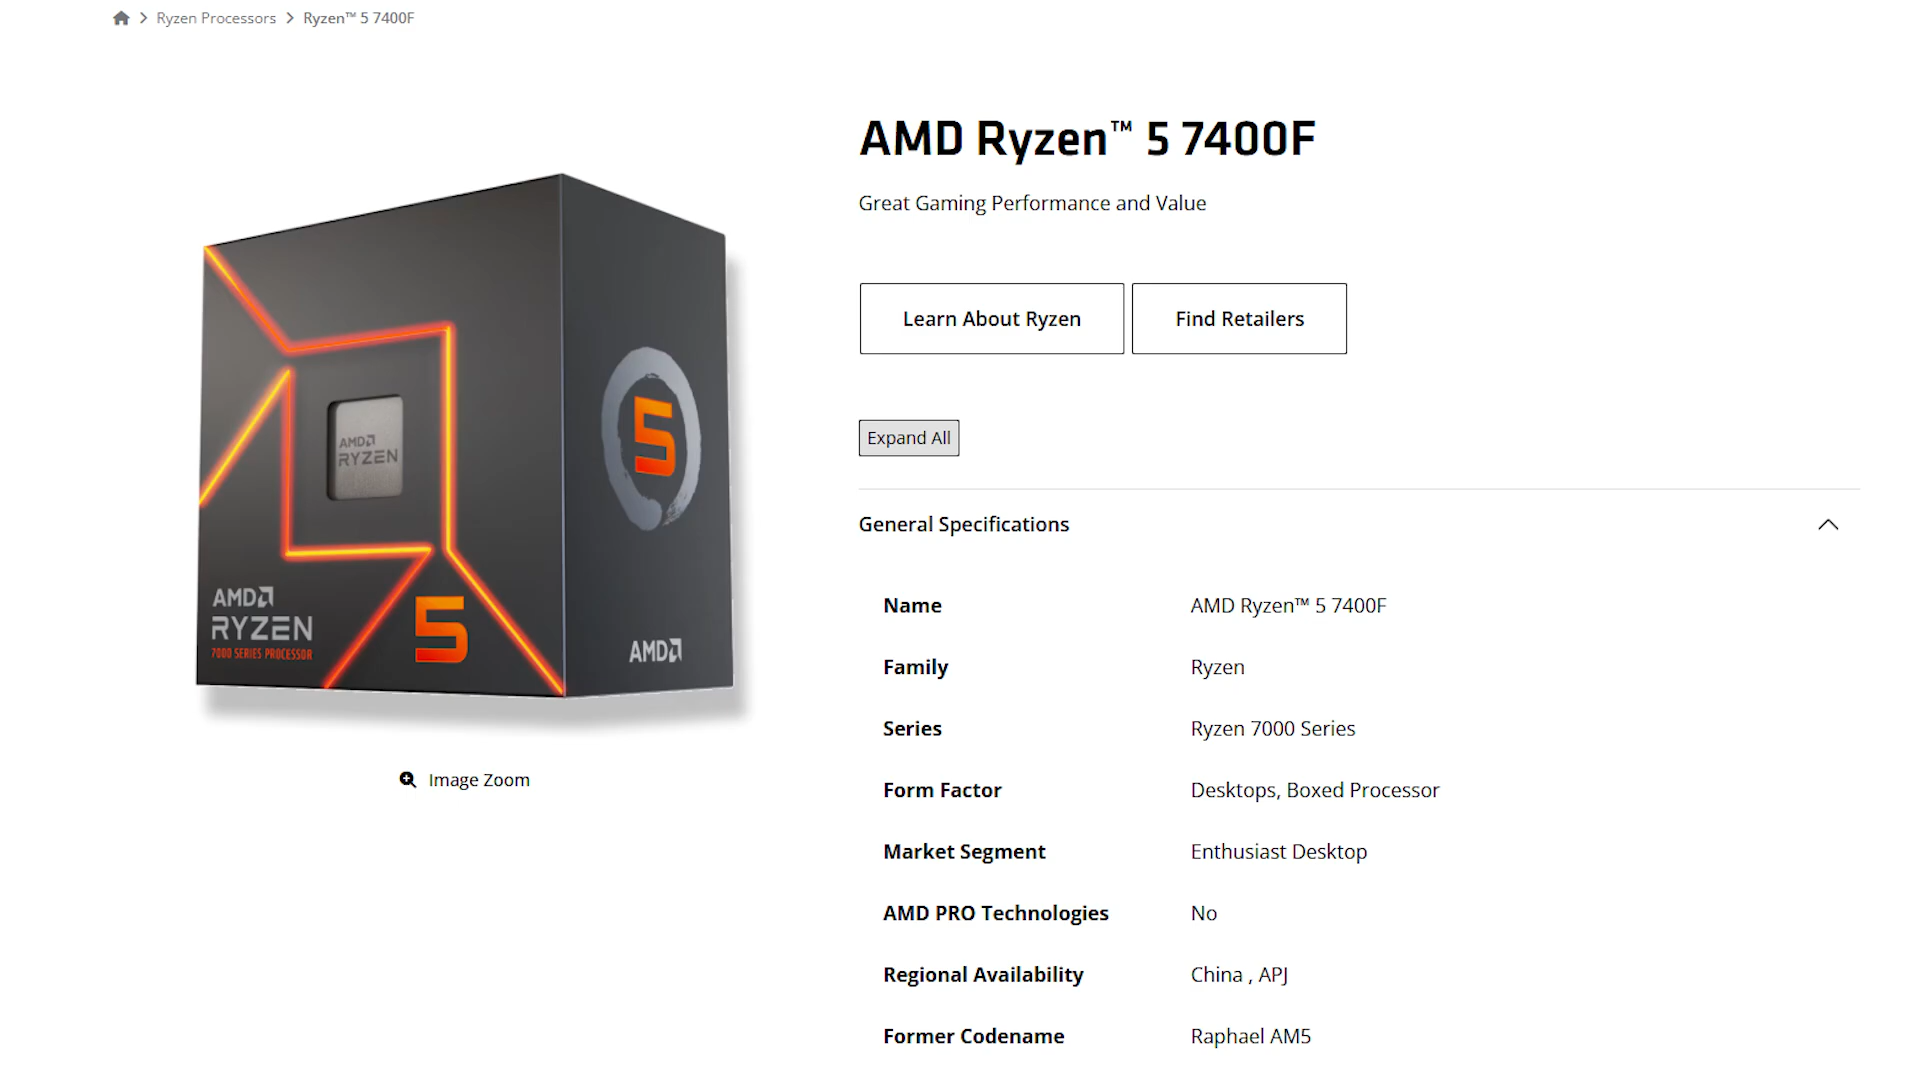 Ryzen Processors > Ryzen™ 5 7400F
AMD Ryzen™ 5 7400F
Great Gaming Performance and Value
Learn About Ryzen
Find Retailers
Expand All
General Specifications
Name AMD Ryzen™ 5 7400F
Family Ryzen
Series Ryzen 7000 Series
Form Factor Desktops, Boxed Processor
Market Segment Enthusiast Desktop
AMD PRO Technologies No
Regional Availability China , APJ
Former Codename Raphael AM5
AMD
RYZEN
5
AMD
RYZEN
7000 SERIES PROCESSOR
5
AMD
Image Zoom